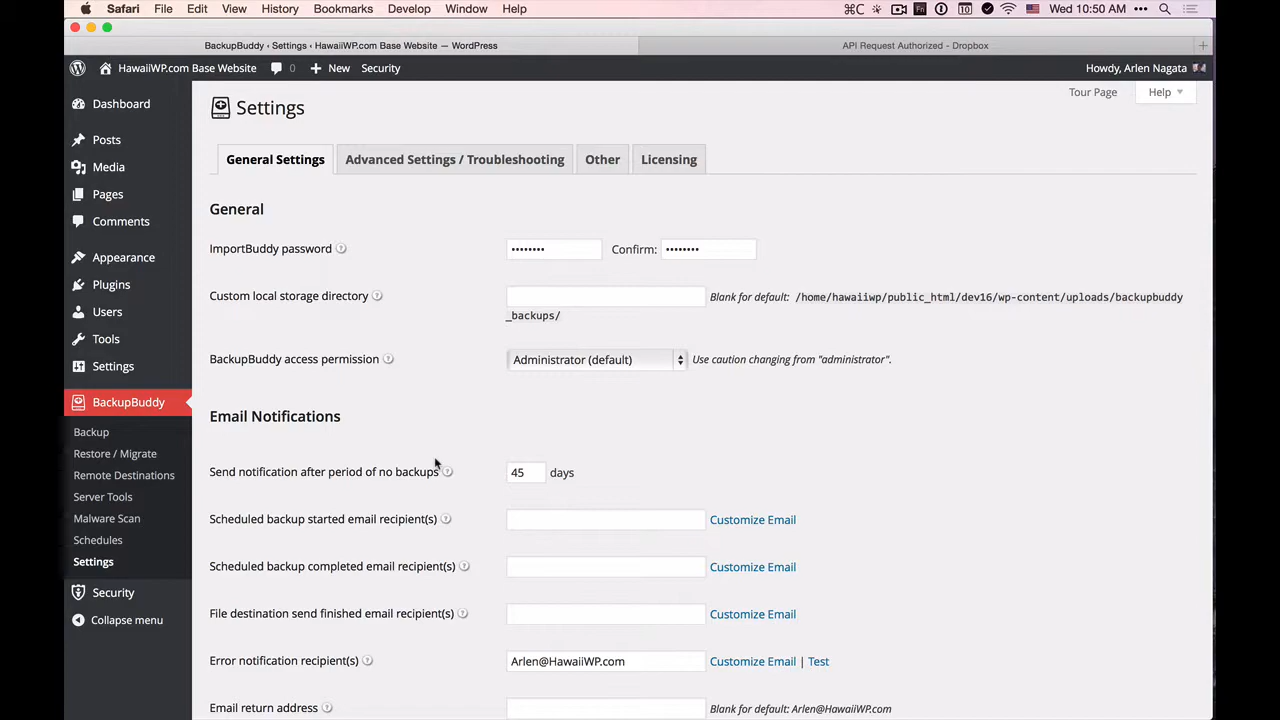 Safari File Edit View History Bookmarks Develop Window Help Wed 10:50 AM
BackupBuddy ‹ Settings ‹ HawaiiWP.com Base Website — WordPress API Request Authorized - Dropbox
HawaiiWP.com Base Website 0 New Security Howdy, Arlen Nagata
Tour Page Help
Dashboard
Posts
Media
Pages
Comments
Appearance
Plugins
Users
Tools
Settings
BackupBuddy
Backup
Restore / Migrate
Remote Destinations
Server Tools
Malware Scan
Schedules
Settings
Security
Collapse menu
Settings
General Settings Advanced Settings / Troubleshooting Other Licensing
General
ImportBuddy password ? •••••••• Confirm: ••••••••
Custom local storage directory ? Blank for default: /home/hawaiiwp/public_html/dev16/wp-content/uploads/backupbuddy
_backups/
BackupBuddy access permission ? Administrator (default) Use caution changing from "administrator".
Email Notifications
Send notification after period of no backups ? 45 days
Scheduled backup started email recipient(s) ? Customize Email
Scheduled backup completed email recipient(s) ? Customize Email
File destination send finished email recipient(s) ? Customize Email
Error notification recipient(s) ? Arlen@HawaiiWP.com Customize Email | Test
Email return address ? Blank for default: Arlen@HawaiiWP.com